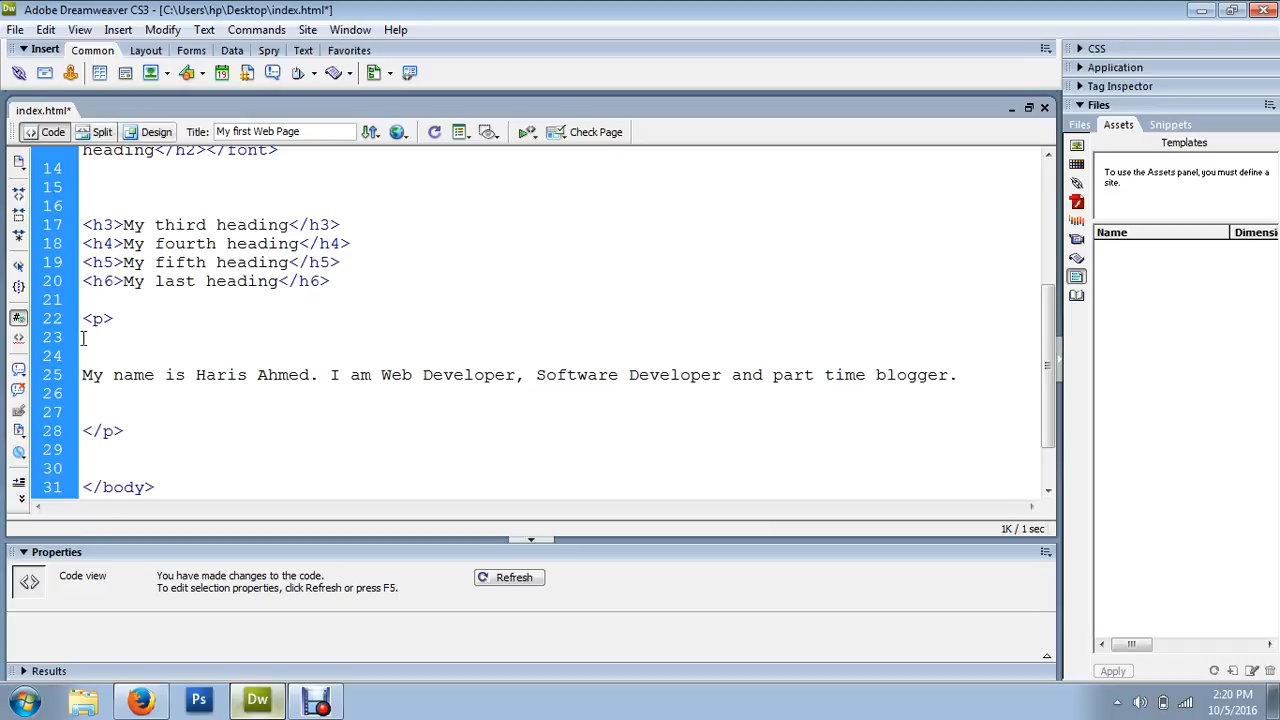 Dw Adobe Dreamweaver CS3 - [C:\Users\hp\Desktop\index.html*]
File Edit View Insert Modify Text Commands Site Window Help
Insert Common Layout Forms Data Spry Text Favorites
CSS
Application
Tag Inspector
Files
index.html*
Files Assets Snippets
Code Split Design Title: My first Web Page Check Page
Templates
To use the Assets panel, you must define a site.
Name Dimensi
heading</h2></font>
14
15
16
17 <h3>My third heading</h3>
18 <h4>My fourth heading</h4>
19 <h5>My fifth heading</h5>
20 <h6>My last heading</h6>
21
22 <p>
23
24
25 My name is Haris Ahmed. I am Web Developer, Software Developer and part time blogger.
26
27
28 </p>
29
30
31 </body>
1K / 1 sec
Properties
Code view You have made changes to the code.
To edit selection properties, click Refresh or press F5.
Refresh
Results
Apply
Ps Dw
2:20 PM
10/5/2016